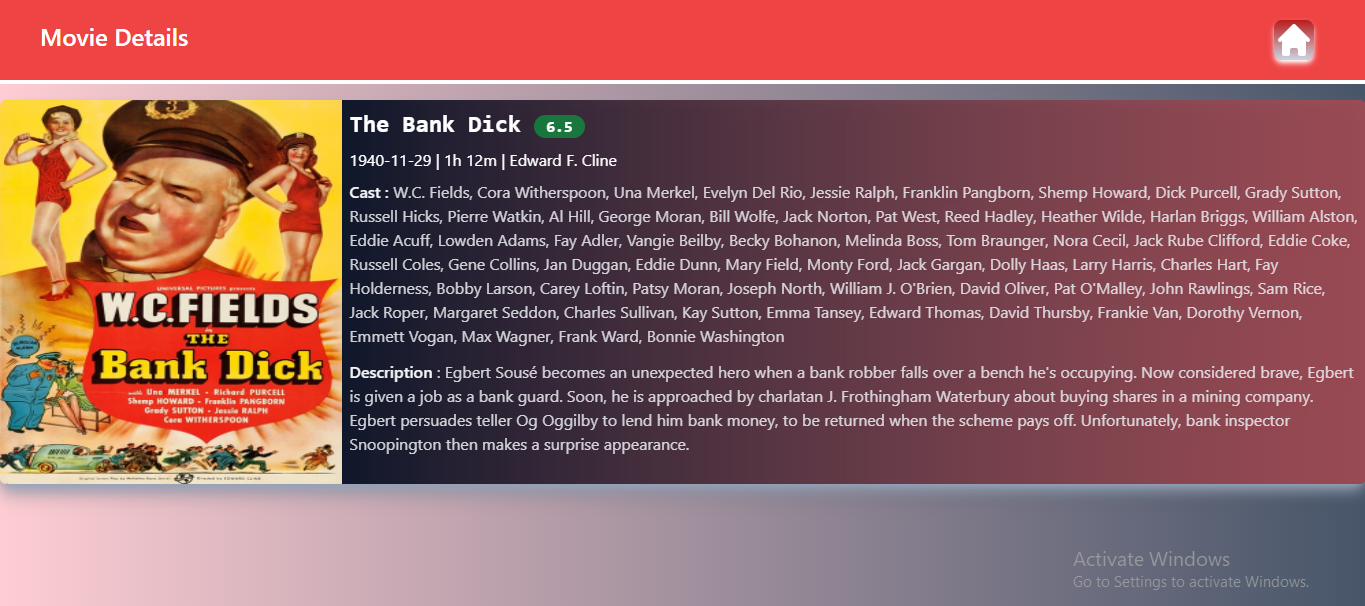 Movie Details
3
UNIVERSAL PICTURES presents
W.C. FIELDS
IN
THE
Bank Dick
with Una MERKEL - Richard PURCELL
Shemp HOWARD - Franklin PANGBORN
Grady SUTTON - Jessie RALPH
Cora WITHERSPOON
The Bank Dick 6.5
1940-11-29 | 1h 12m | Edward F. Cline
Cast : W.C. Fields, Cora Witherspoon, Una Merkel, Evelyn Del Rio, Jessie Ralph, Franklin Pangborn, Shemp Howard, Dick Purcell, Grady Sutton,
Russell Hicks, Pierre Watkin, Al Hill, George Moran, Bill Wolfe, Jack Norton, Pat West, Reed Hadley, Heather Wilde, Harlan Briggs, William Alston,
Eddie Acuff, Lowden Adams, Fay Adler, Vangie Beilby, Becky Bohanon, Melinda Boss, Tom Braunger, Nora Cecil, Jack Rube Clifford, Eddie Coke,
Russell Coles, Gene Collins, Jan Duggan, Eddie Dunn, Mary Field, Monty Ford, Jack Gargan, Dolly Haas, Larry Harris, Charles Hart, Fay
Holderness, Bobby Larson, Carey Loftin, Patsy Moran, Joseph North, William J. O'Brien, David Oliver, Pat O'Malley, John Rawlings, Sam Rice,
Jack Roper, Margaret Seddon, Charles Sullivan, Kay Sutton, Emma Tansey, Edward Thomas, David Thursby, Frankie Van, Dorothy Vernon,
Emmett Vogan, Max Wagner, Frank Ward, Bonnie Washington
Description : Egbert Sousé becomes an unexpected hero when a bank robber falls over a bench he's occupying. Now considered brave, Egbert
is given a job as a bank guard. Soon, he is approached by charlatan J. Frothingham Waterbury about buying shares in a mining company.
Egbert persuades teller Og Oggilby to lend him bank money, to be returned when the scheme pays off. Unfortunately, bank inspector
Snoopington then makes a surprise appearance.
Activate Windows
Go to Settings to activate Windows.